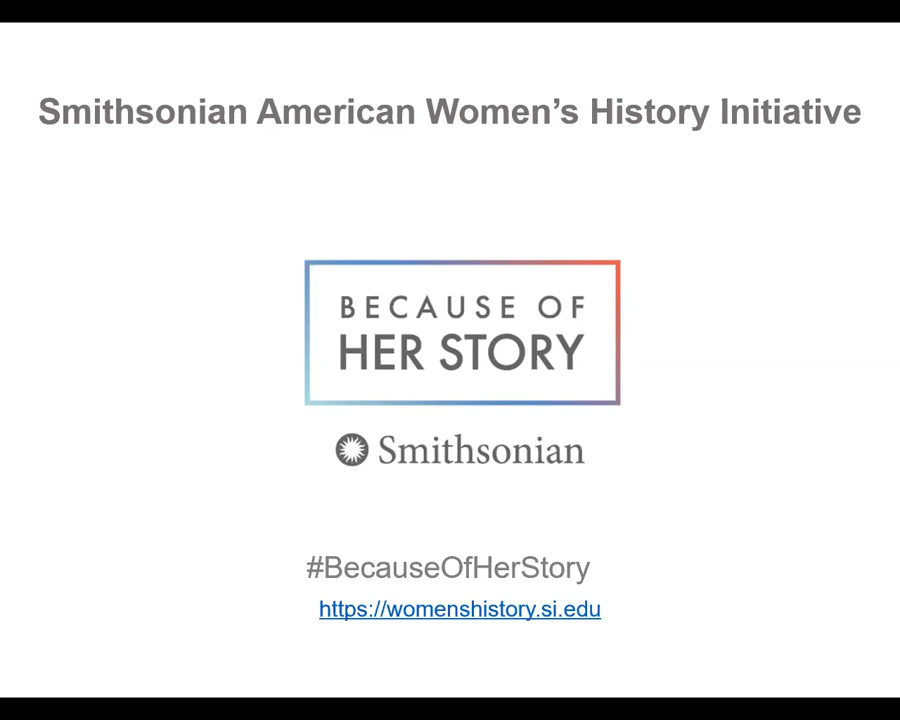 Smithsonian American Women’s History Initiative
BECAUSE OF
HER STORY
Smithsonian
#BecauseOfHerStory
https://womenshistory.si.edu